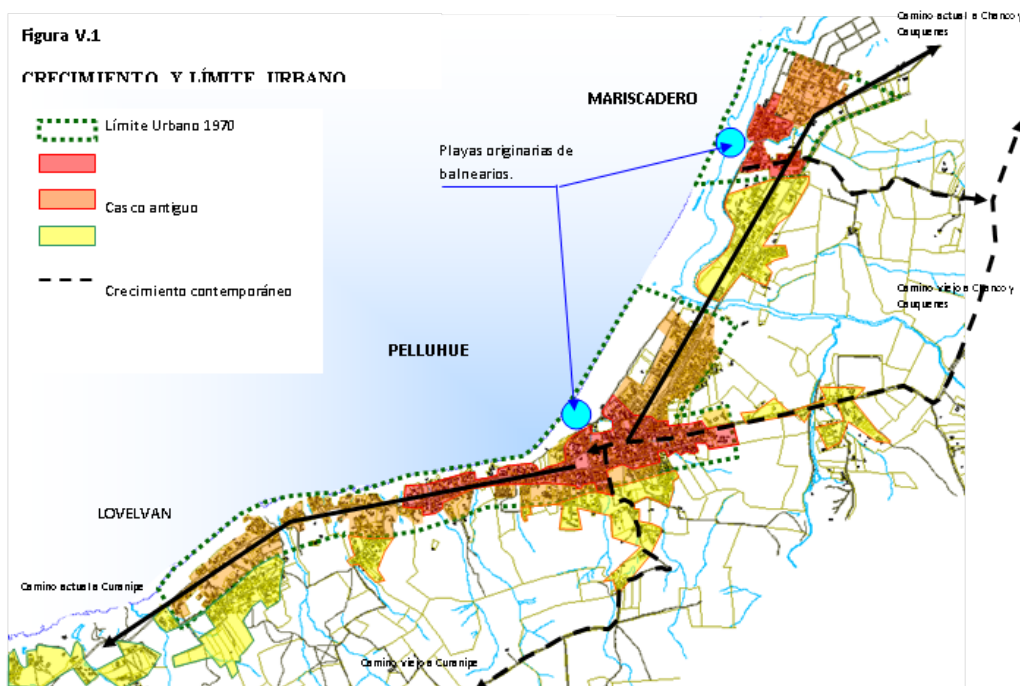 Figura V.1
CRECIMIENTO Y LÍMITE URBANO
Límite Urbano 1970
Casco antiguo
Crecimiento contemporáneo
Playas originarias de
balnearios.
MARISCADERO
PELLUHUE
LOVELVAN
Camino actual a Chanco y
Cauquenes
Camino viejo a Chanco y
Cauquenes
Camino actual a Curanipe
Camino viejo a Curanipe